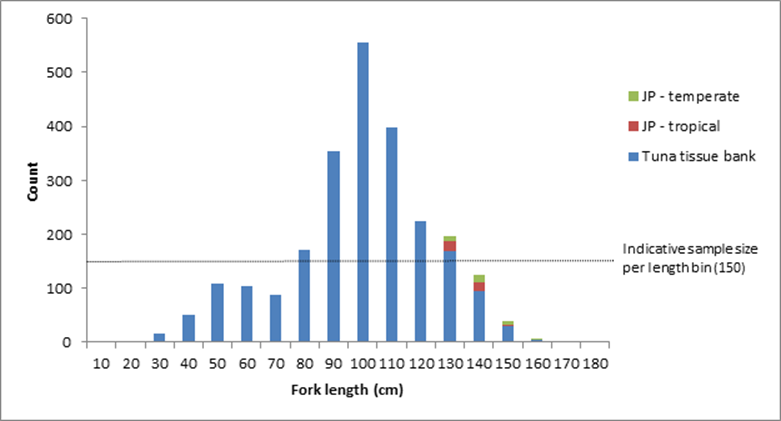 600
500
400
300
200
100
0
Count
10 20 30 40 50 60 70 80 90 100 110 120 130 140 150 160 170 180
Fork length (cm)
JP - temperate
JP - tropical
Tuna tissue bank
Indicative sample size
per length bin (150)